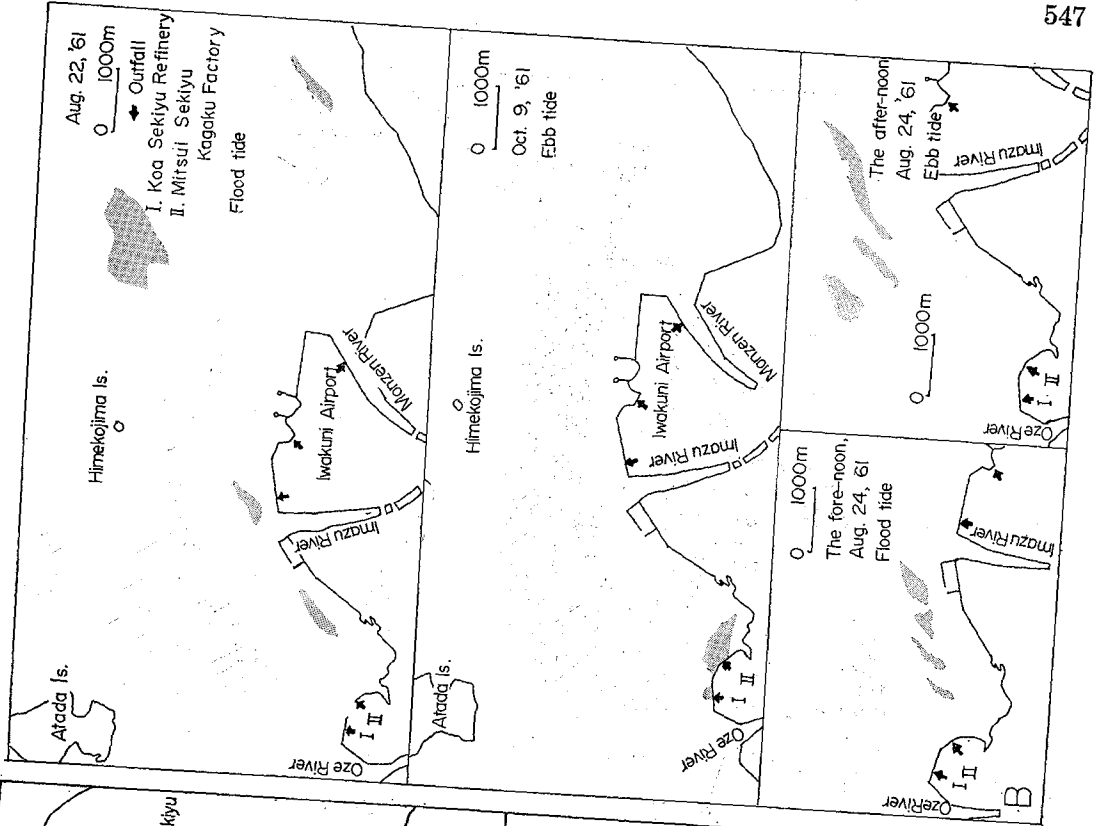 547
Aug. 22, '61
0 1000m
Outfall
I. Koa Sekiyu Refinery
II. Mitsui Sekiyu
Kagaku Factory
Flood tide
Atada Is.
Himekojima Is.
Iwakuni Airport
Monzen River
Imazu River
Oze River
I
II
0 1000m
Oct. 9, '61
Ebb tide
Atada Is.
Himekojima Is.
Iwakuni Airport
Monzen River
Imazu River
Oze River
I
II
0 1000m
The fore-noon,
Aug. 24, '61
Flood tide
Imazu River
Oze River
I
II
The after-noon
Aug. 24, '61
Ebb tide
0 1000m
Imazu River
Oze River
I
II
B
kiyu